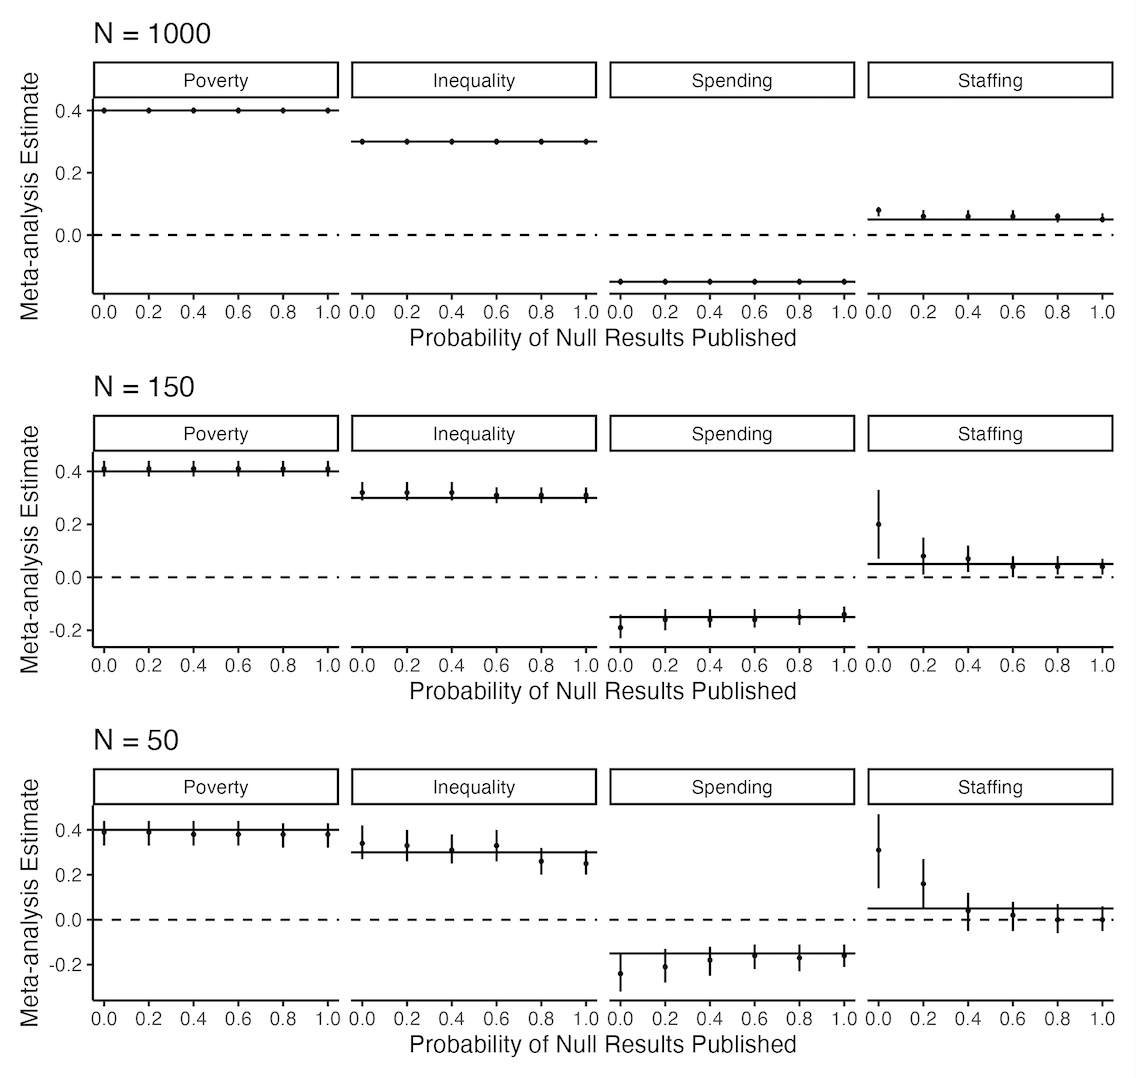 N = 1000
Poverty Inequality Spending Staffing
Meta-analysis Estimate
0.4
0.2
0.0
0.0 0.2 0.4 0.6 0.8 1.0 0.0 0.2 0.4 0.6 0.8 1.0 0.0 0.2 0.4 0.6 0.8 1.0 0.0 0.2 0.4 0.6 0.8 1.0
Probability of Null Results Published
N = 150
Poverty Inequality Spending Staffing
Meta-analysis Estimate
0.4
0.2
0.0
-0.2
0.0 0.2 0.4 0.6 0.8 1.0 0.0 0.2 0.4 0.6 0.8 1.0 0.0 0.2 0.4 0.6 0.8 1.0 0.0 0.2 0.4 0.6 0.8 1.0
Probability of Null Results Published
N = 50
Poverty Inequality Spending Staffing
Meta-analysis Estimate
0.4
0.2
0.0
-0.2
0.0 0.2 0.4 0.6 0.8 1.0 0.0 0.2 0.4 0.6 0.8 1.0 0.0 0.2 0.4 0.6 0.8 1.0 0.0 0.2 0.4 0.6 0.8 1.0
Probability of Null Results Published